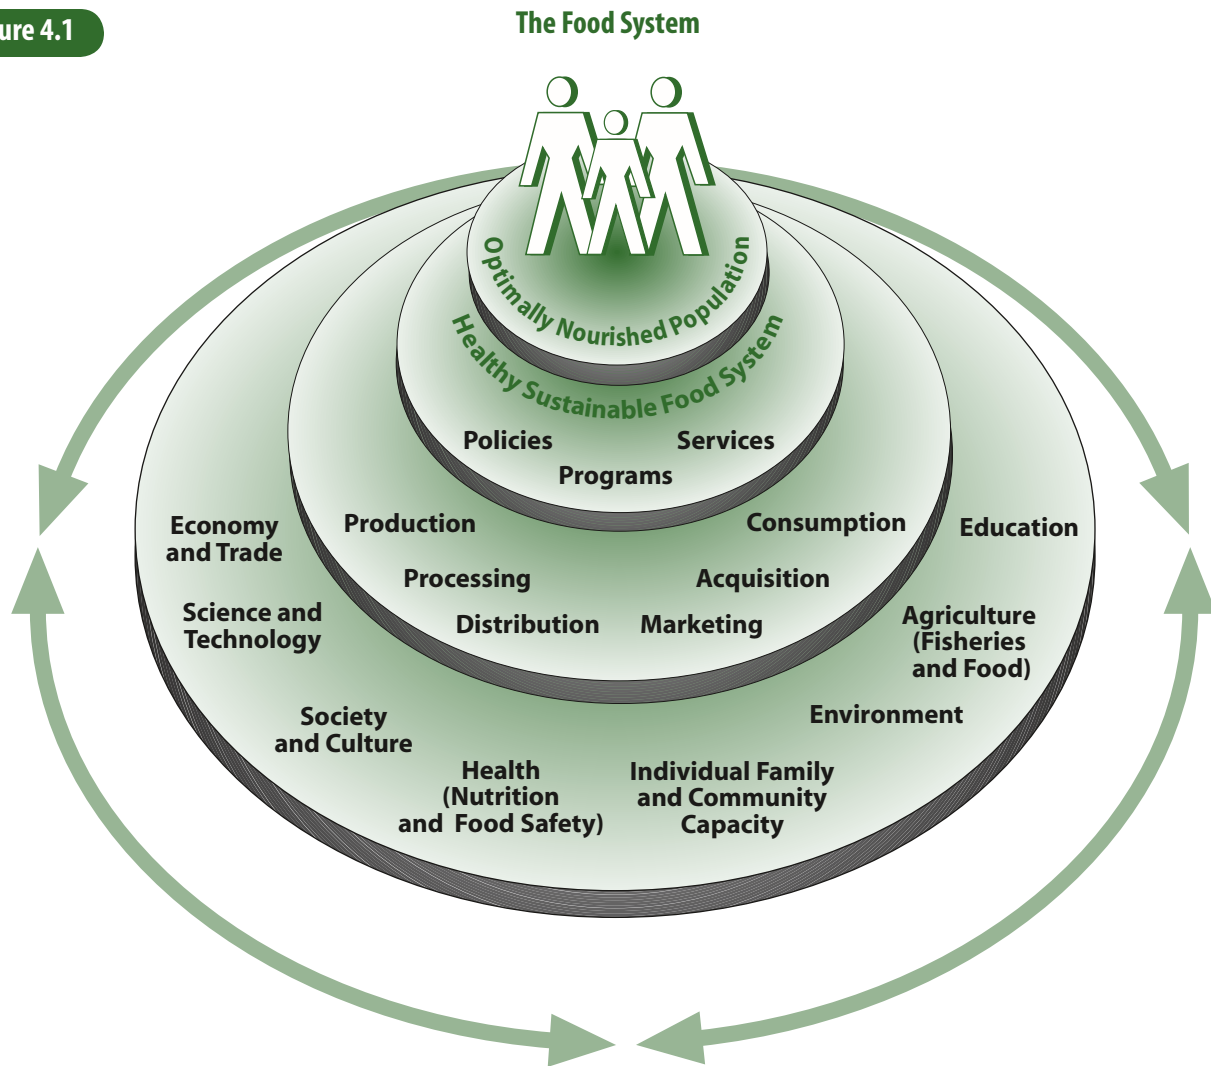 ure 4.1
The Food System
Optimally Nourished Population
Healthy Sustainable Food System
Policies
Services
Programs
Production
Consumption
Processing
Acquisition
Distribution
Marketing
Economy
and Trade
Education
Science and
Technology
Agriculture
(Fisheries
and Food)
Society
and Culture
Environment
Health
(Nutrition
and Food Safety)
Individual Family
and Community
Capacity